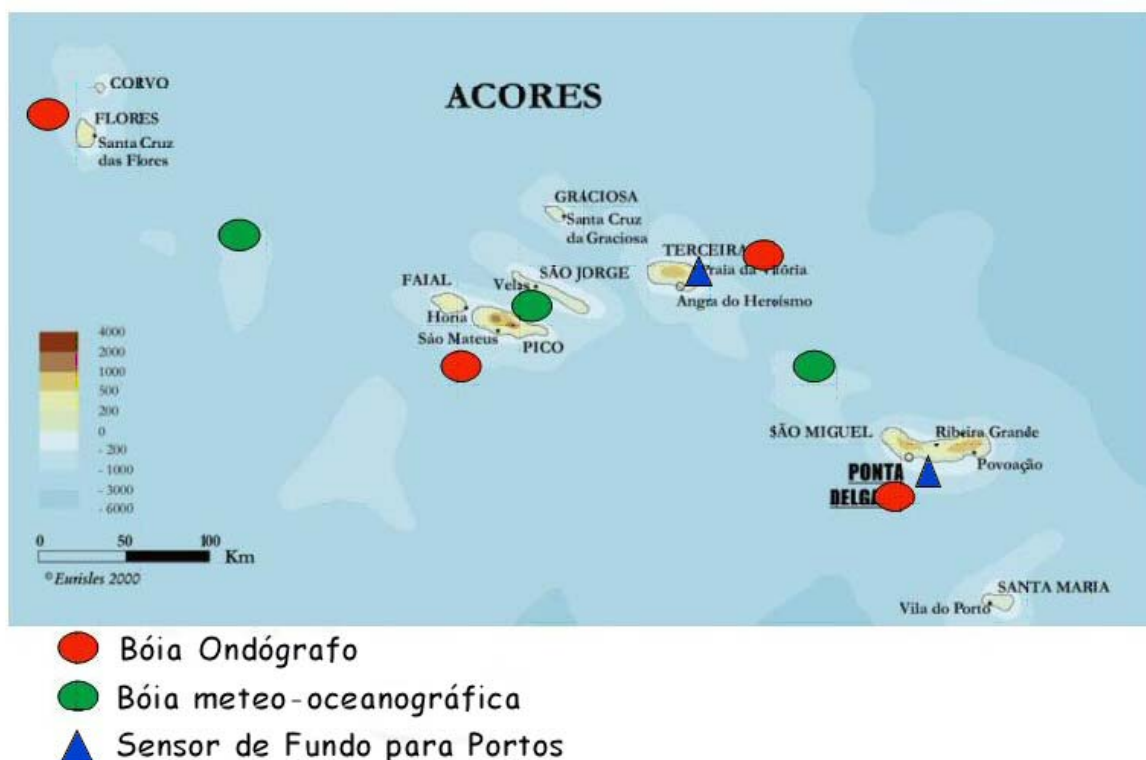 CORVO
ACORES
FLORES
Santa Cruz
das Flores
GRACIOSA
Santa Cruz
da Graciosa
TERCEIRA
Praia da Vitória
SÃO JORGE
FAIAL
Velas
Angra do Heroísmo
Horta
São Mateus
PICO
4000
2000
1000
500
200
0
- 200
- 1000
- 3000
- 6000
SÃO MIGUEL
Ribeira Grande
Povoação
PONTA
0 50 100
Km
© Eurisles 2000
SANTA MARIA
Vila do Porto
Bóia Ondógrafo
Bóia meteo-oceanográfica
Sensor de Fundo para Portos